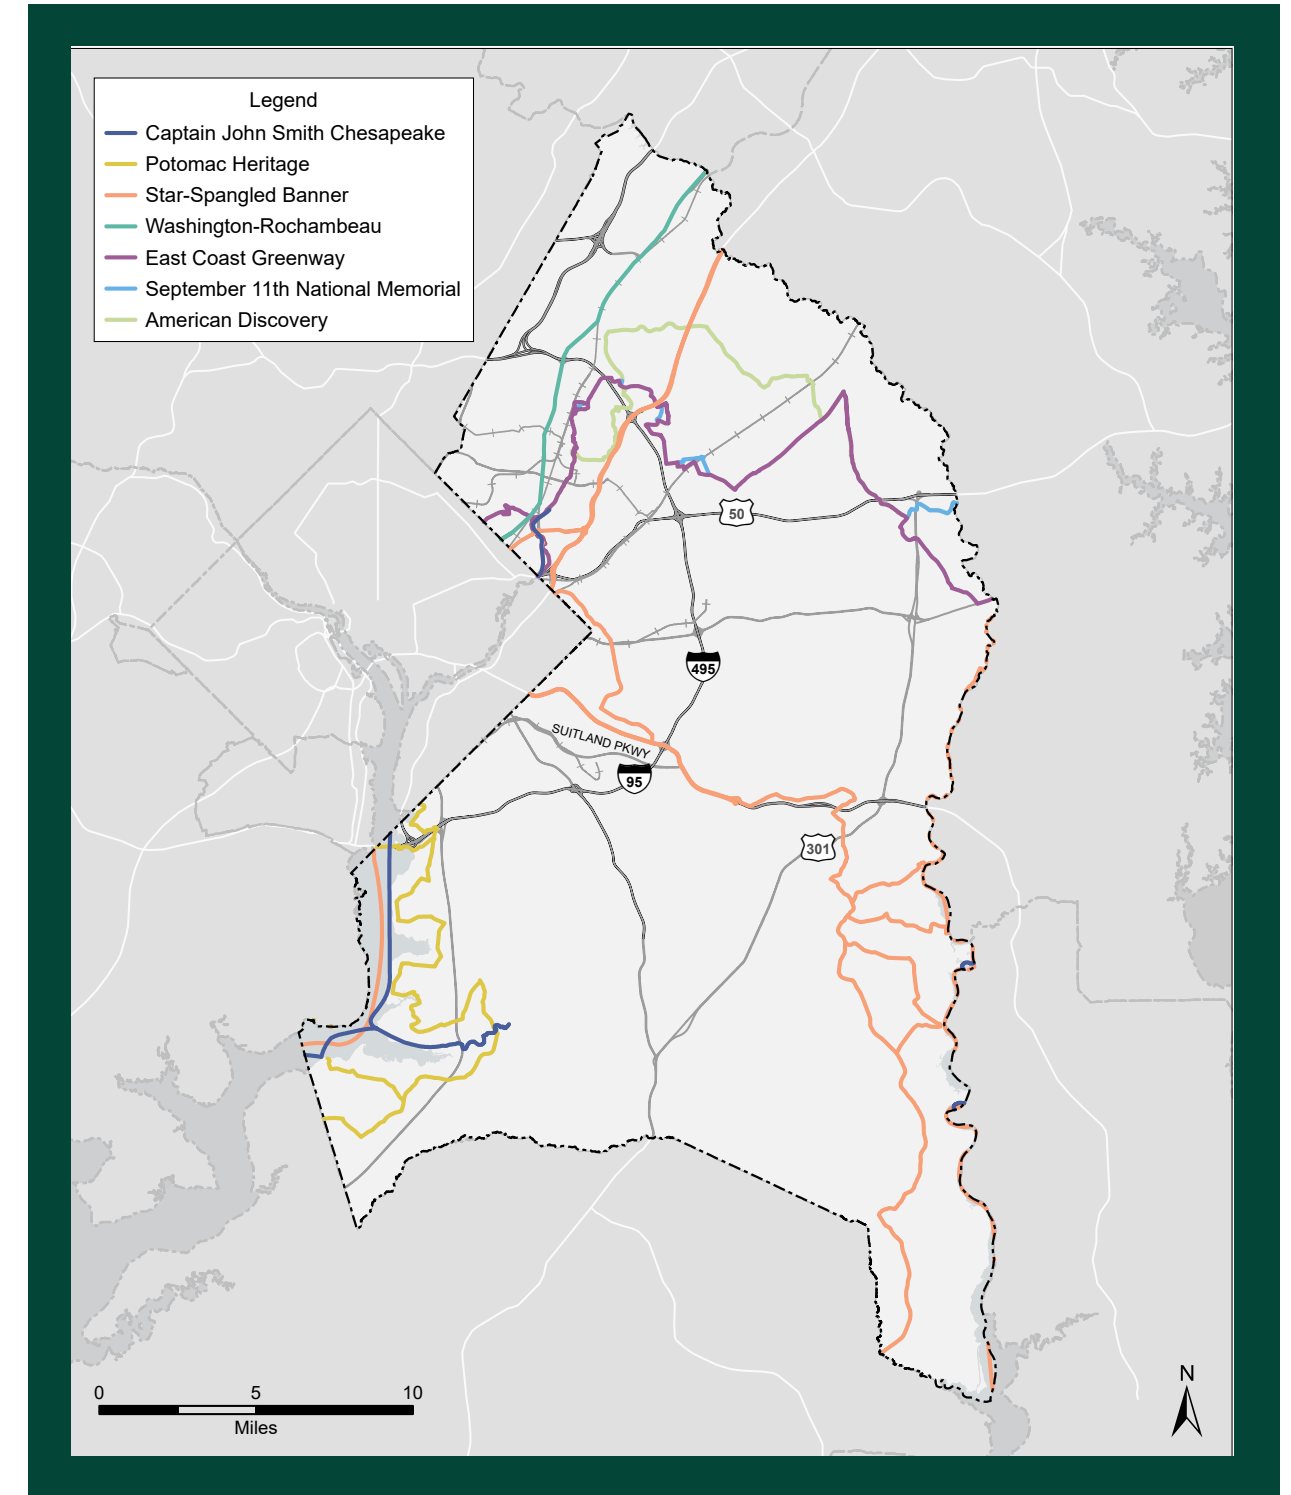 Legend
Captain John Smith Chesapeake
Potomac Heritage
Star-Spangled Banner
Washington-Rochambeau
East Coast Greenway
September 11th National Memorial
American Discovery
50
495
SUITLAND PKWY
95
301
N
0 5 10
Miles